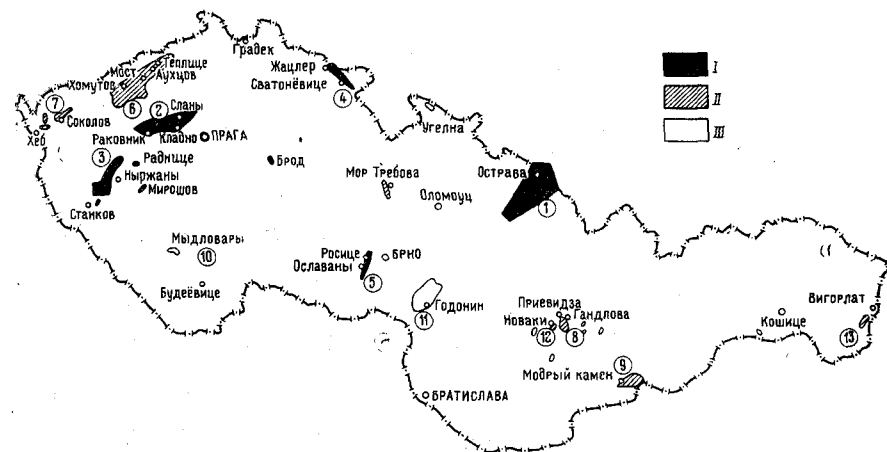 Градек
Теплице
Мост
Аухцов
Хомутов
6
7
Соколов
Хеб
2
Сланы
Раковник
Кладно
ПРАГА
3
Раднице
Ныржаны
Мирошов
Станков
Жацлер
Сватоневице
4
Угелна
I
II
III
Брод
Мор Требова
Оломоуц
Острава
1
Мыдловары
10
Будеёвице
Росице
Ославаны
БРНО
5
Годонин
11
Приевидза
Новаки
Гандлова
12
8
9
Модрый камен
БРАТИСЛАВА
Кошице
Вигорлат
13